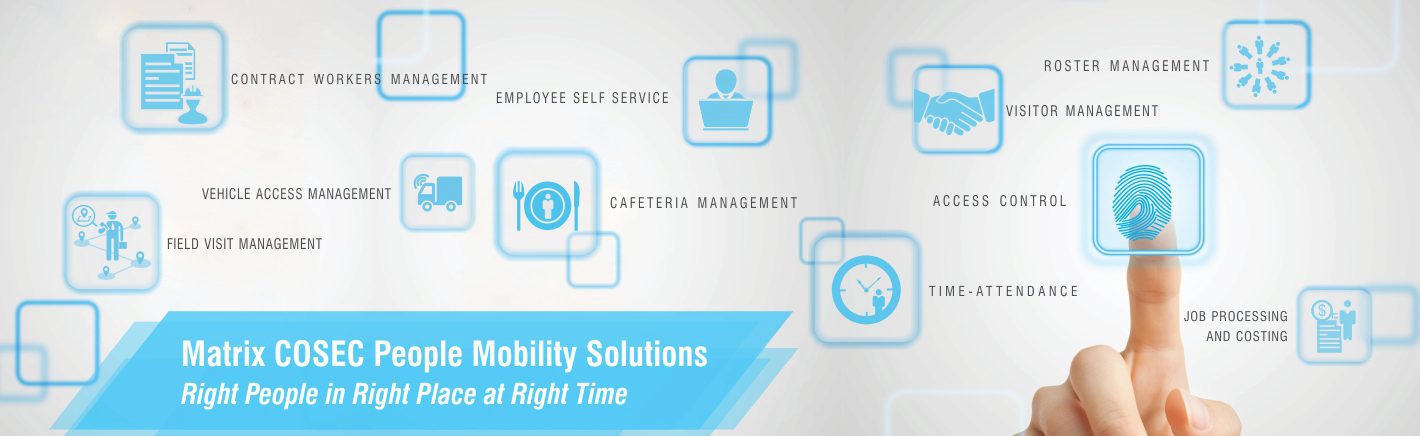 CONTRACT WORKERS MANAGEMENT
EMPLOYEE SELF SERVICE
ROSTER MANAGEMENT
VISITOR MANAGEMENT
VEHICLE ACCESS MANAGEMENT
CAFETERIA MANAGEMENT
ACCESS CONTROL
FIELD VISIT MANAGEMENT
TIME-ATTENDANCE
$
JOB PROCESSING
AND COSTING
Matrix COSEC People Mobility Solutions
Right People in Right Place at Right Time